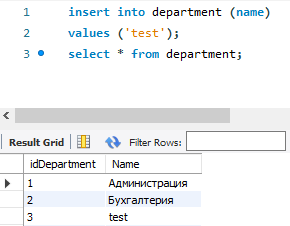 1 insert into department (name)
2 values ('test');
3 select * from department;
Result Grid Filter Rows:
idDepartment Name
1 Администрация
2 Бухгалтерия
3 test